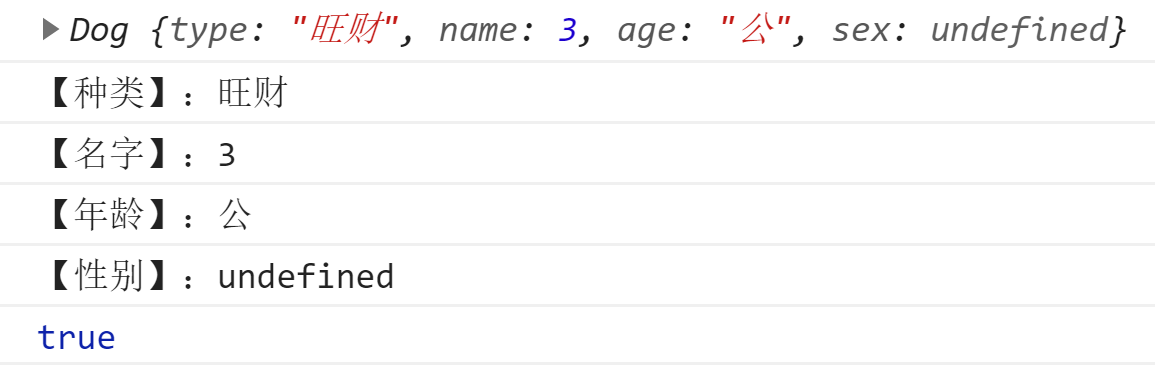 Dog {type: "旺财", name: 3, age: "公", sex: undefined}
【种类】：旺财
【名字】：3
【年龄】：公
【性别】：undefined
true